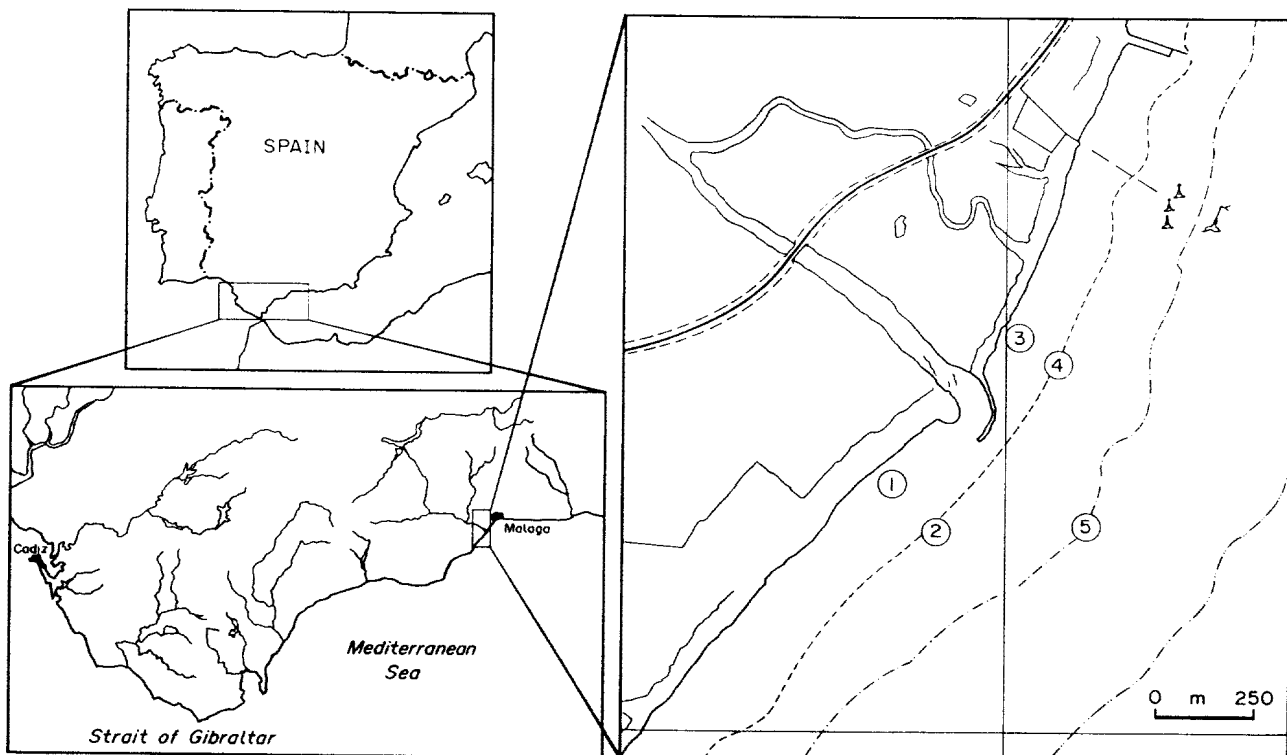 SPAIN
Cadiz
Malaga
Mediterranean
Sea
Strait of Gibraltar
3
4
1
2
5
0 m 250